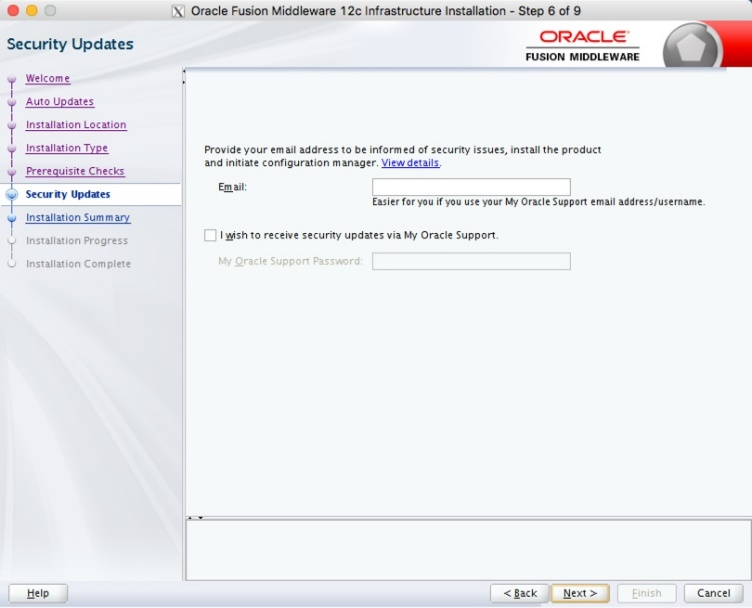 Oracle Fusion Middleware 12c Infrastructure Installation - Step 6 of 9
Security Updates
ORACLE
FUSION MIDDLEWARE
Welcome
Auto Updates
Installation Location
Installation Type
Prerequisite Checks
Security Updates
Installation Summary
Installation Progress
Installation Complete
Provide your email address to be informed of security issues, install the product
and initiate configuration manager. View details.
Email:
Easier for you if you use your My Oracle Support email address/username.
I wish to receive security updates via My Oracle Support.
My Oracle Support Password:
Help
< Back
Next >
Finish
Cancel